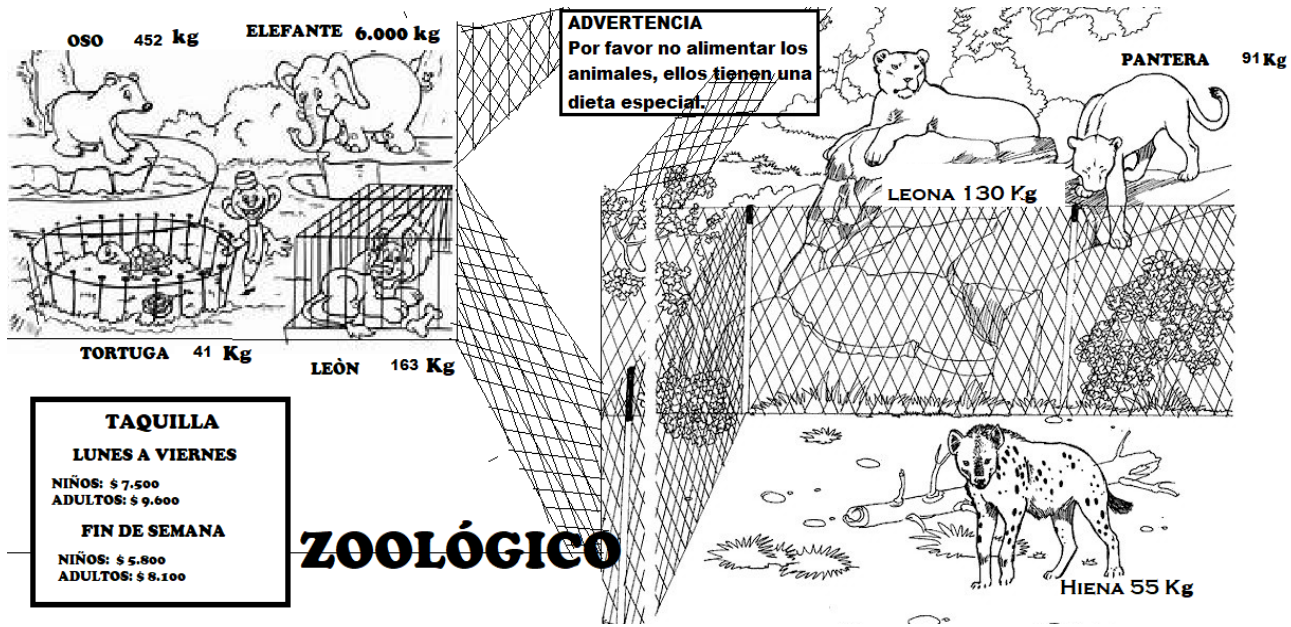 OSO 452 kg
ELEFANTE 6.000 kg
TORTUGA 41 Kg
LEÒN 163 Kg
TAQUILLA
LUNES A VIERNES
NIÑOS: $ 7.500
ADULTOS: $ 9.600
FIN DE SEMANA
NIÑOS: $ 5.800
ADULTOS: $ 8.100
ZOOLÓGICO
ADVERTENCIA
Por favor no alimentar los
animales, ellos tienen una
dieta especial.
PANTERA 91 Kg
LEONA 130 Kg
HIENA 55 Kg